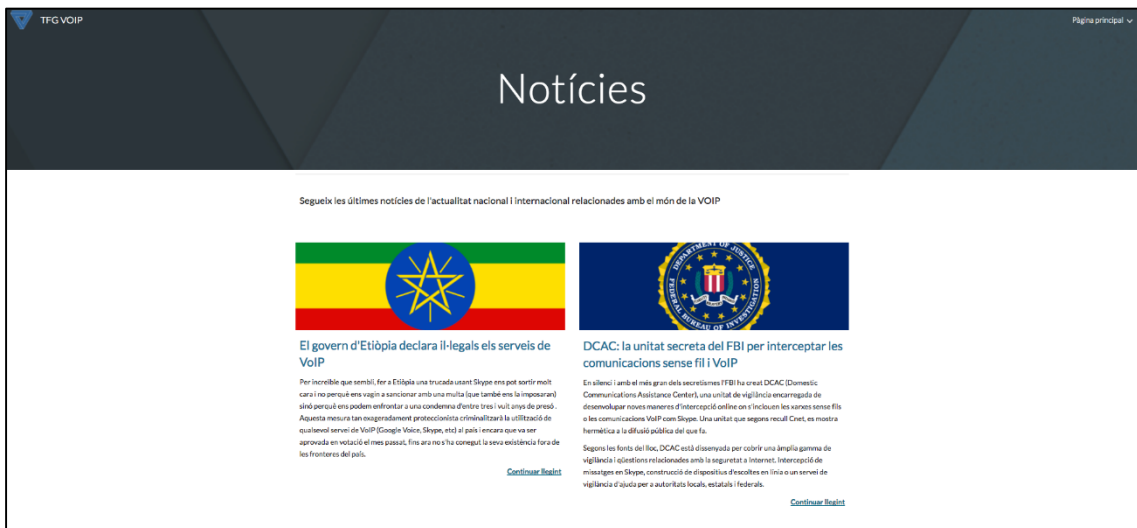 TFG VOIP
Pàgina principal
Notícies
Segueix les últimes notícies de l'actualitat nacional i internacional relacionades amb el món de la VOIP
El govern d'Etiòpia declara il·legals els serveis de
VoIP
Per increïble que sembli, fer a Etiòpia una trucada usant Skype ens pot sortir molt
cara i no perquè ens vagin a sancionar amb una multa (que també ens la imposaran)
sinó perquè ens podem enfrontar a una condemna d'entre tres i vuit anys de presó .
Aquesta mesura tan exageradament proteccionista criminalitzarà la utilització de
qualsevol servei de VoIP (Google Voice, Skype, etc) al país i encara que va ser
aprovada en votació el mes passat, fins ara no s'ha conegut la seva existència fora de
les fronteres del país.
Continuar llegint
DEPARTMENT OF JUSTICE
FEDERAL BUREAU OF INVESTIGATION
DCAC: la unitat secreta del FBI per interceptar les
comunicacions sense fil i VoIP
En silenci i amb el més gran dels secretismes l'FBI ha creat DCAC (Domestic
Communications Assistance Center), una unitat de vigilància encarregada de
desenvolupar noves maneres d'intercepció online on s'inclouen les xarxes sense fils
o les comunicacions VoIP com Skype. Una unitat que segons recull Cnet, es mostra
hermètica a la difusió pública del que fa.
Segons les fonts del lloc, DCAC està dissenyada per cobrir una àmplia gamma de
vigilància i qüestions relacionades amb la seguretat a Internet. Intercepció de
missatges en Skype, construcció de dispositius d'escoltes en línia o un servei de
vigilància d'ajuda per a autoritats locals, estatals i federals.
Continuar llegint